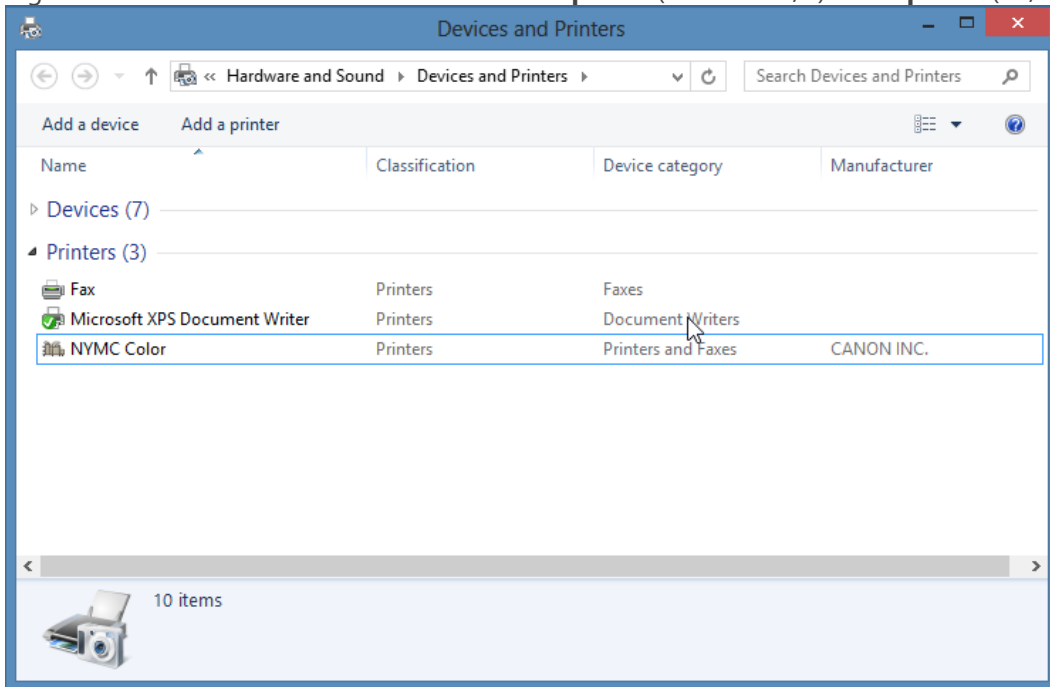 Devices and Printers
« Hardware and Sound Devices and Printers Search Devices and Printers
Add a device Add a printer
Name Classification Device category Manufacturer
Devices (7)
Printers (3)
Fax Printers Faxes
Microsoft XPS Document Writer Printers Document Writers
NYMC Color Printers Printers and Faxes CANON INC.
10 items